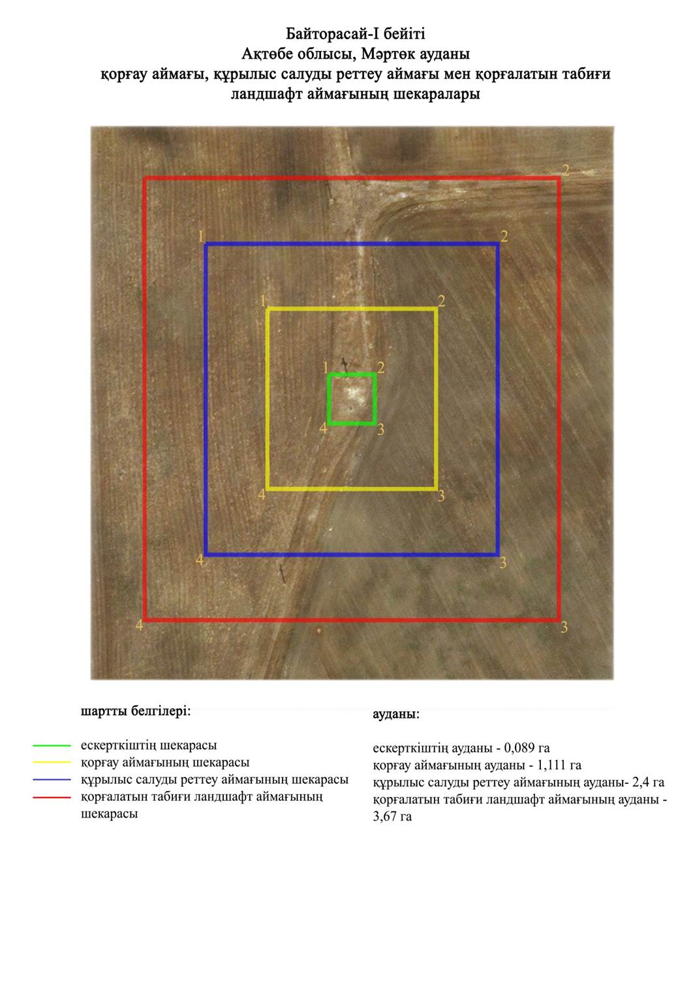 Байторасай-I бейіті
Ақтөбе облысы, Мәртөк ауданы
қорғау аймағы, құрылыс салуды реттеу аймағы мен қорғалатын табиғи
ландшафт аймағының шекаралары
2
1 2
1 2
1 2
4 3
4 3
4 3
4 3
шартты белгілері:
ескерткіштің шекарасы
қорғау аймағының шекарасы
құрылыс салуды реттеу аймағының шекарасы
қорғалатын табиғи ландшафт аймағының
шекарасы
ауданы:
ескерткіштің ауданы - 0,089 га
қорғау аймағының ауданы - 1,111 га
құрылыс салуды реттеу аймағының ауданы- 2,4 га
қорғалатын табиғи ландшафт аймағының ауданы -
3,67 га